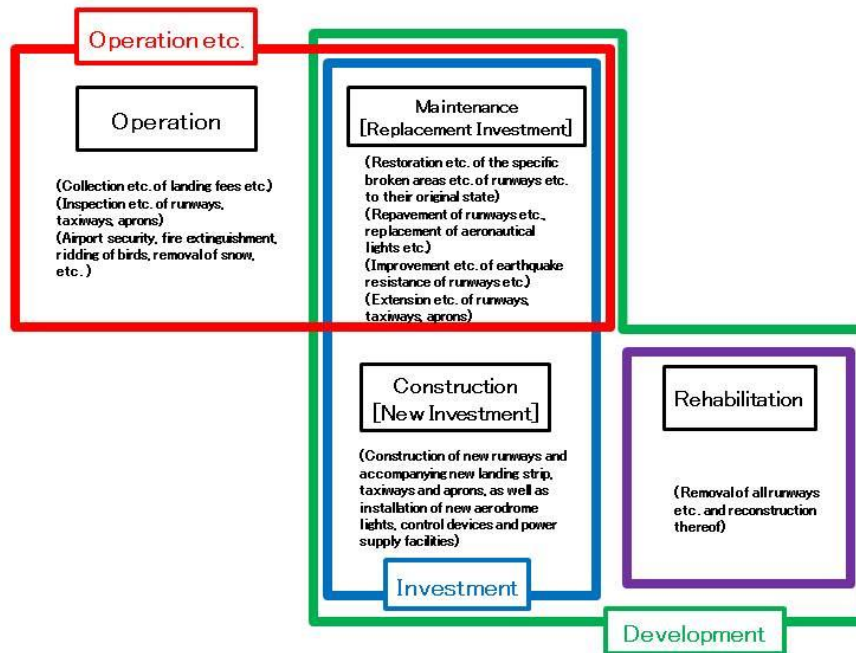 Operation etc.
Operation
(Collection etc. of landing fees etc.)
(Inspection etc. of runways,
taxiways, aprons)
(Airport security, fire extinguishment,
ridding of birds, removal of snow,
etc. )
Maintenance
[Replacement Investment]
(Restoration etc. of the specific
broken areas etc. of runways etc.
to their original state)
(Repavement of runways etc.,
replacement of aeronautical
lights etc.)
(Improvement etc. of earthquake
resistance of runways etc.)
(Extension etc. of runways,
taxiways, aprons)
Construction
[New Investment]
(Construction of new runways and
accompanying new landing strip,
taxiways and aprons, as well as
installation of new aerodrome
lights, control devices and power
supply facilities)
Investment
Rehabilitation
(Removal of all runways
etc. and reconstruction
thereof)
Development